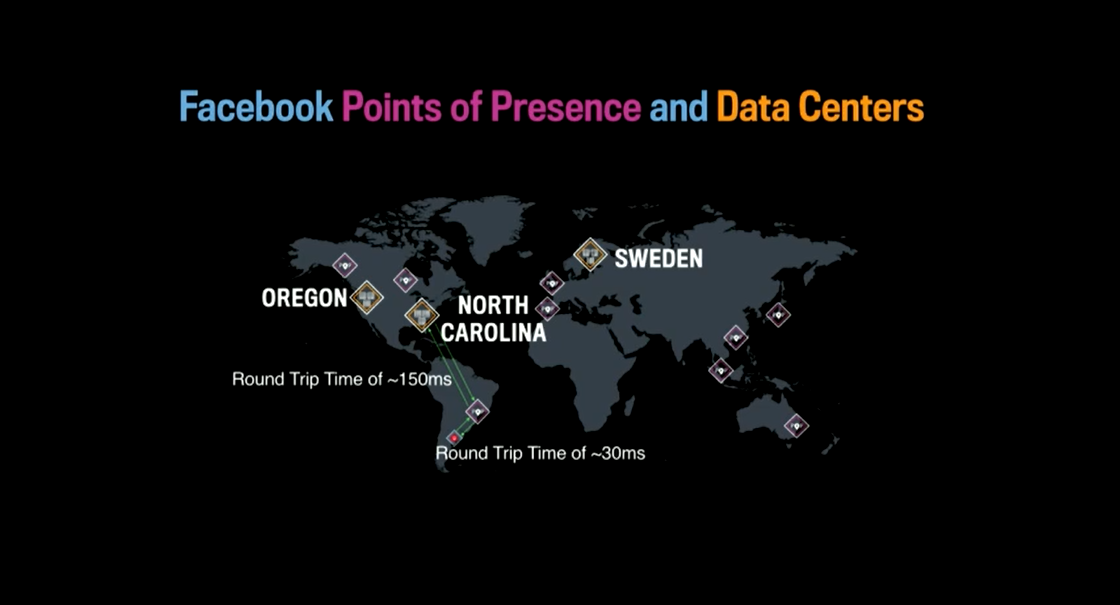 Facebook Points of Presence and Data Centers
SWEDEN
OREGON
NORTH
CAROLINA
Round Trip Time of ~150ms
Round Trip Time of ~30ms